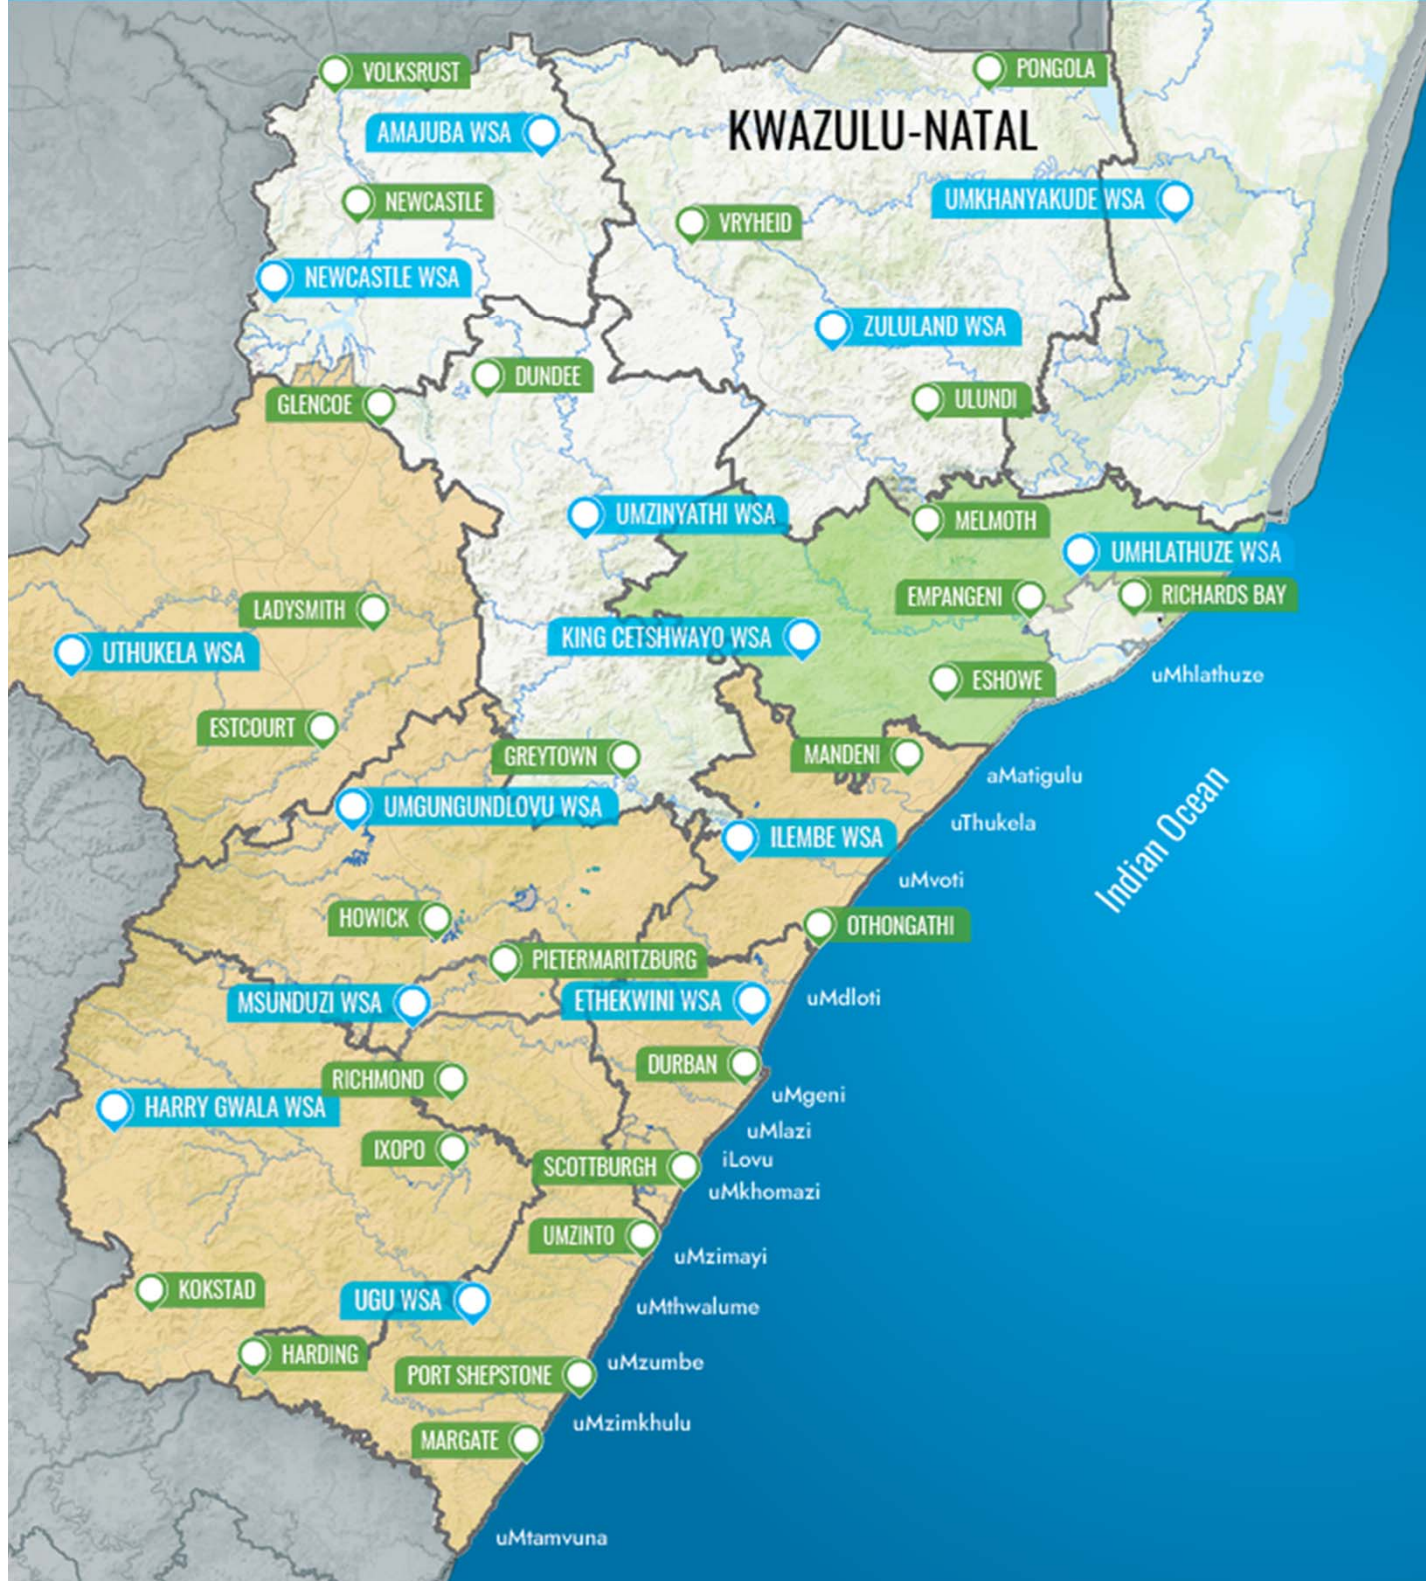 VOLKSRUST
PONGOLA
AMAJUBA WSA
KWAZULU-NATAL
NEWCASTLE
UMKHANYAKUDE WSA
VRYHEID
NEWCASTLE WSA
ZULULAND WSA
DUNDEE
GLENCOE
ULUNDI
UMZINYATHI WSA
MELMOTH
UMHLATHUZE WSA
LADYSMITH
EMPANGENI
RICHARDS BAY
KING CETSHWAYO WSA
UTHUKELA WSA
uMhlathuze
ESHOWE
ESTCOURT
GREYTOWN
MANDENI
aMatigulu
UMGUNGUNDLOVU WSA
uThukela
ILEMBE WSA
Indian Ocean
uMvoti
HOWICK
OTHONGATHI
PIETERMARITZBURG
MSUNDUZI WSA
ETHEKWINI WSA
uMdloti
DURBAN
RICHMOND
uMgeni
HARRY GWALA WSA
uMlazi
IXOPO
iLovu
SCOTTBURGH
uMkhomazi
UMZINTO
uMzimayi
KOKSTAD
UGU WSA
uMthwalume
HARDING
uMzumbe
PORT SHEPSTONE
uMzimkhulu
MARGATE
uMtamvuna